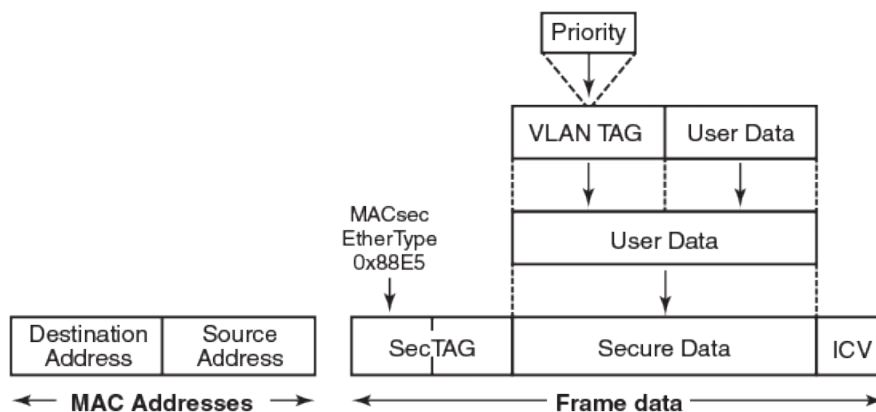 Priority
VLAN TAG
User Data
MACsec
EtherType
0x88E5
User Data
Destination
Address
Source
Address
SecTAG
Secure Data
ICV
MAC Addresses
Frame data